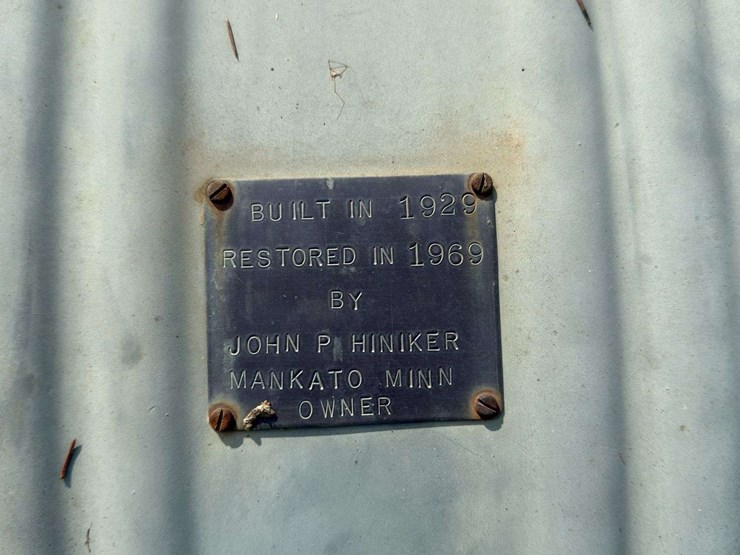 BUILT IN 1929
RESTORED IN 1969
BY
JOHN P HINIKER
MANKATO MINN
OWNER